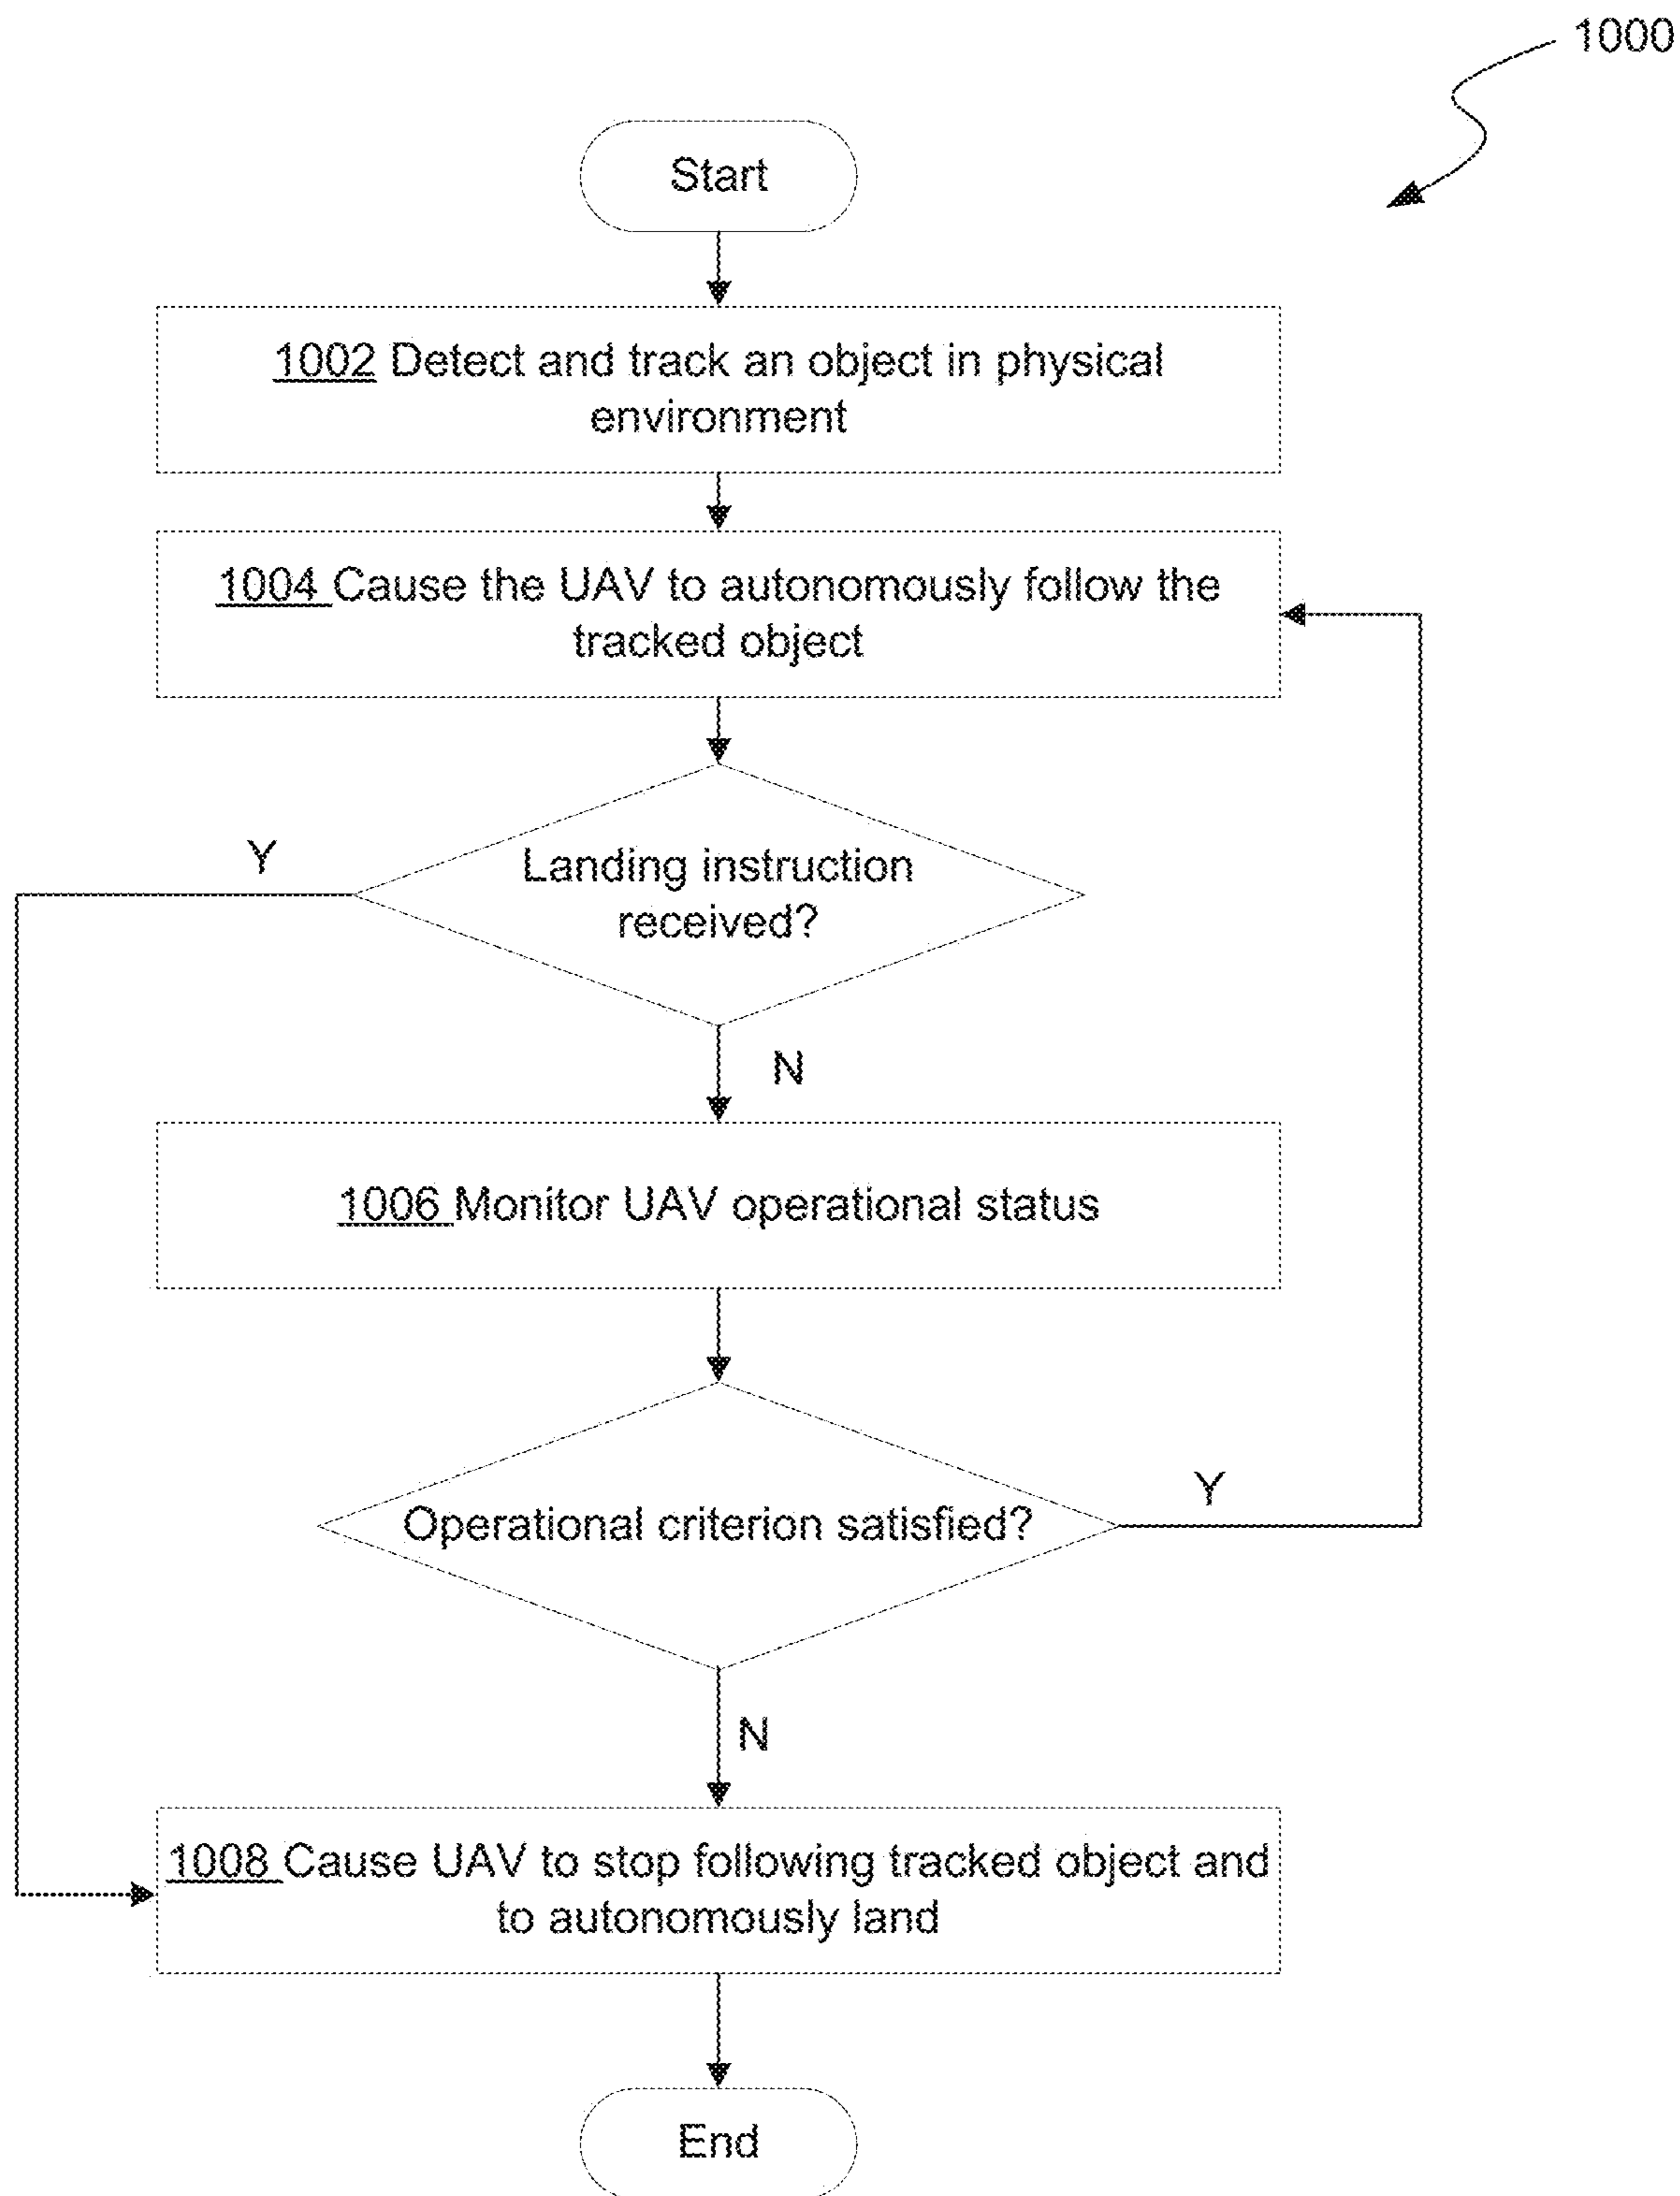 1000
Start
1002 Detect and track an object in physical
environment
1004 Cause the UAV to autonomously follow the
tracked object
Y
Landing instruction
received?
N
1006 Monitor UAV operational status
Operational criterion satisfied?
Y
N
1008 Cause UAV to stop following tracked object and
to autonomously land
End